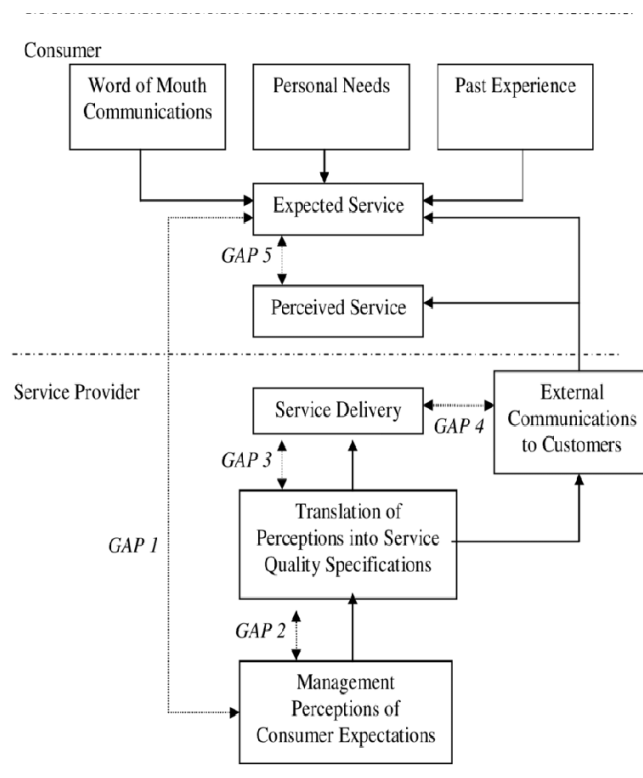 Consumer
Word of Mouth
Communications
Personal Needs
Past Experience
Expected Service
GAP 5
Perceived Service
Service Provider
Service Delivery
GAP 4
External
Communications
to Customers
GAP 3
Translation of
Perceptions into Service
Quality Specifications
GAP 1
GAP 2
Management
Perceptions of
Consumer Expectations